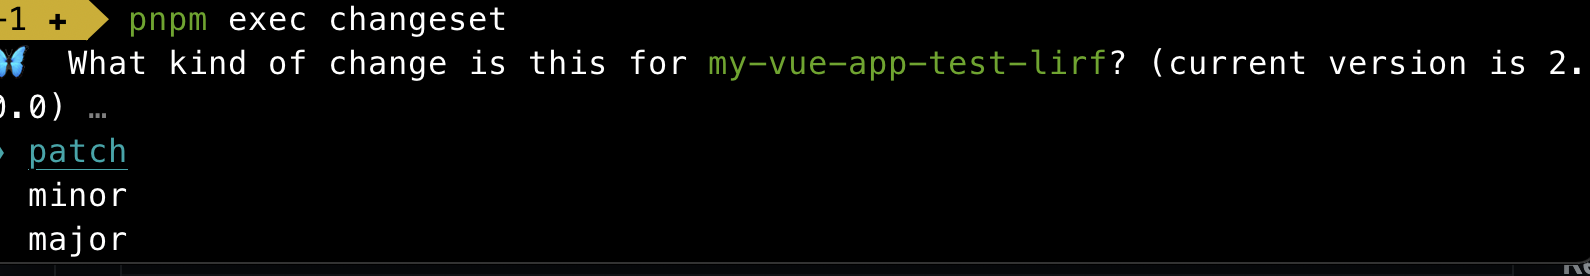 -1 + pnpm exec changeset
🦋 What kind of change is this for my-vue-app-test-lirf? (current version is 2.
0.0) …
› patch
minor
major